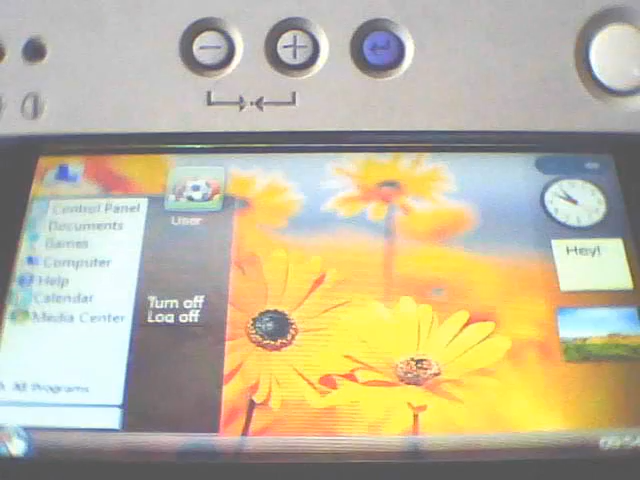 Control Panel
Documents
Games
Computer
Help
Calendar
Media Center
All Programs
User
Turn off
Log off
Hey!